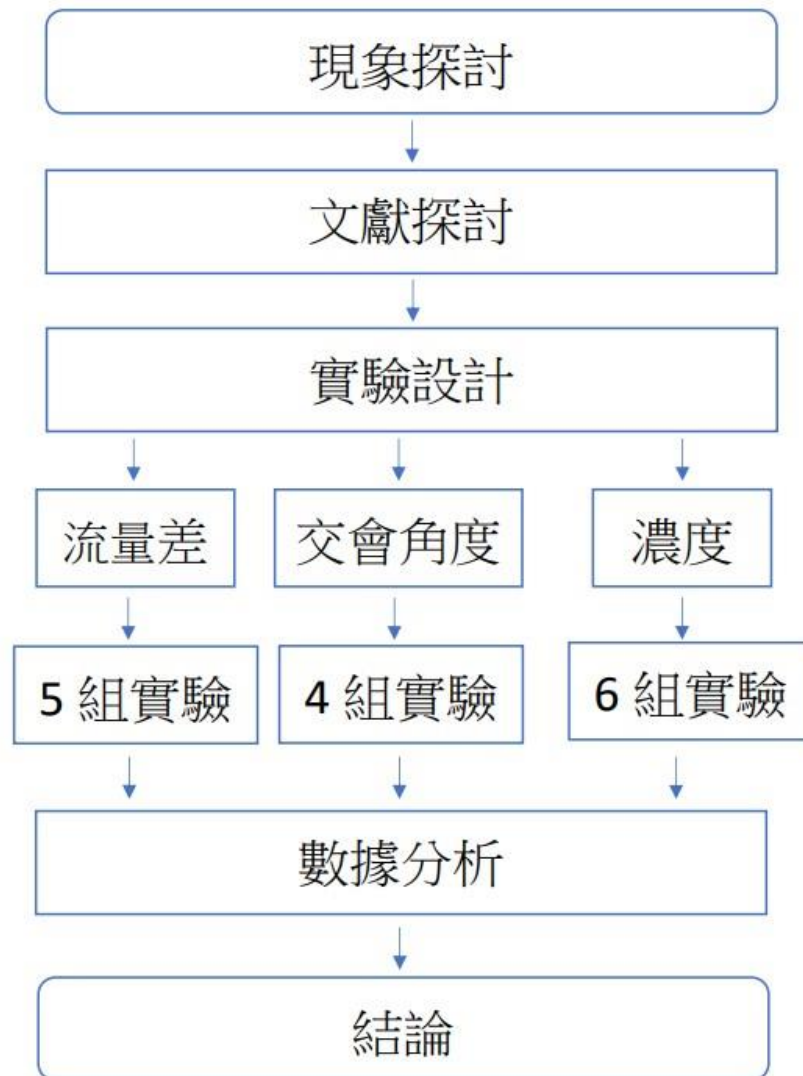 現象探討
文獻探討
實驗設計
流量差
交會角度
濃度
5 組實驗
4 組實驗
6 組實驗
數據分析
結論